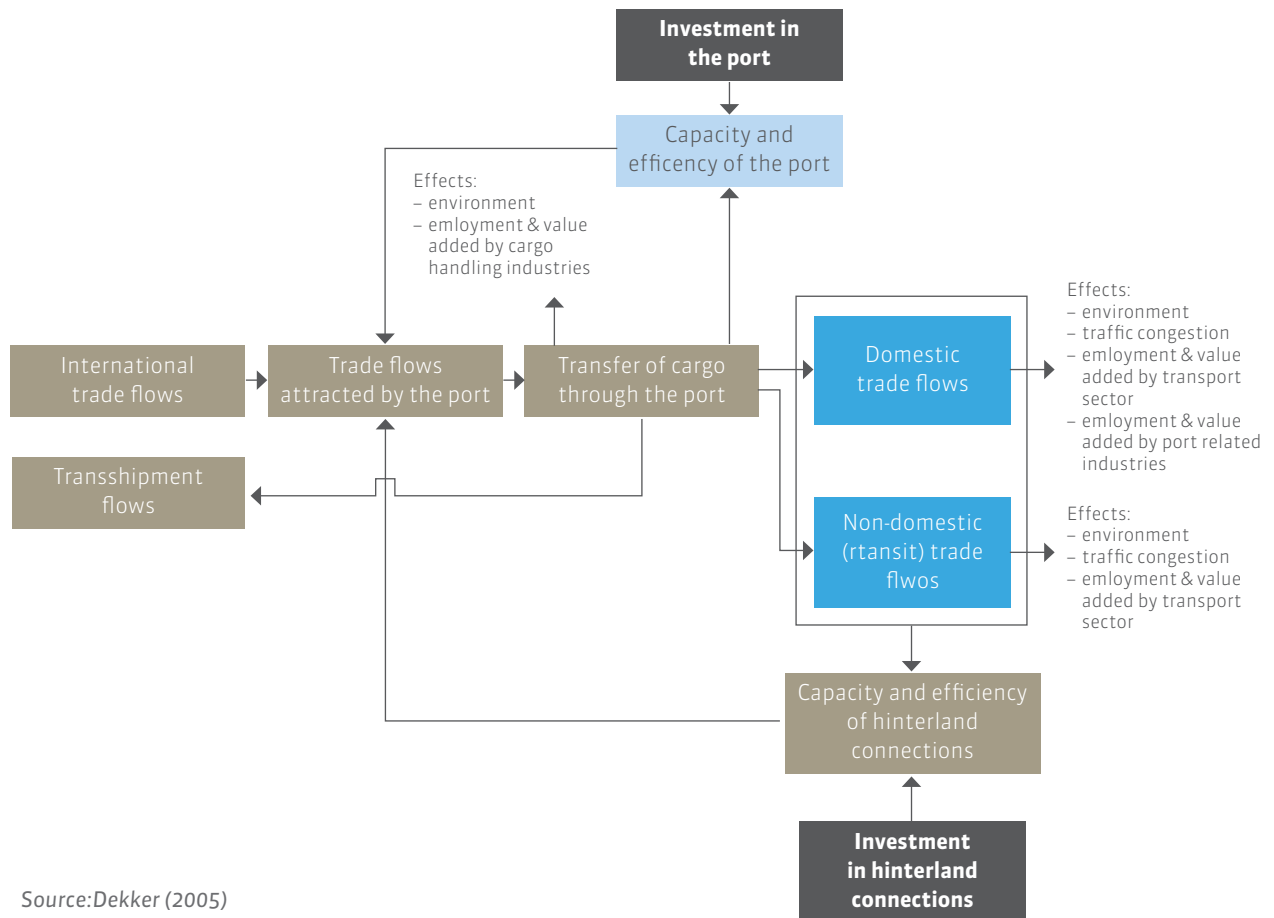 Investment in
the port
Capacity and
efficency of the port
Effects:
– environment
– emloyment & value
added by cargo
handling industries
International
trade flows
Trade flows
attracted by the port
Transfer of cargo
through the port
Domestic
trade flows
Effects:
– environment
– traffic congestion
– emloyment & value
added by transport
sector
– emloyment & value
added by port related
industries
Transshipment
flows
Non-domestic
(rtansit) trade
flwos
Effects:
– environment
– traffic congestion
– emloyment & value
added by transport
sector
Capacity and efficiency
of hinterland
connections
Investment
in hinterland
connections
Source:Dekker (2005)